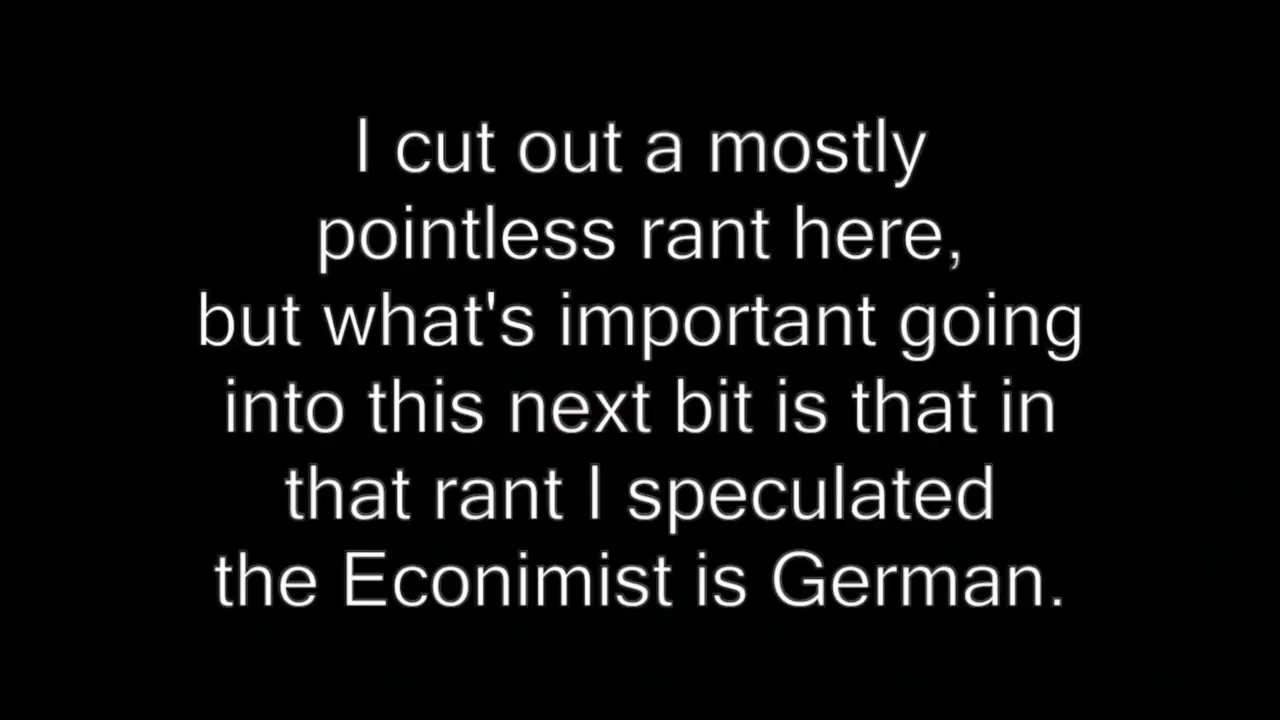 I cut out a mostly
pointless rant here,
but what's important going
into this next bit is that in
that rant I speculated
the Econimist is German.